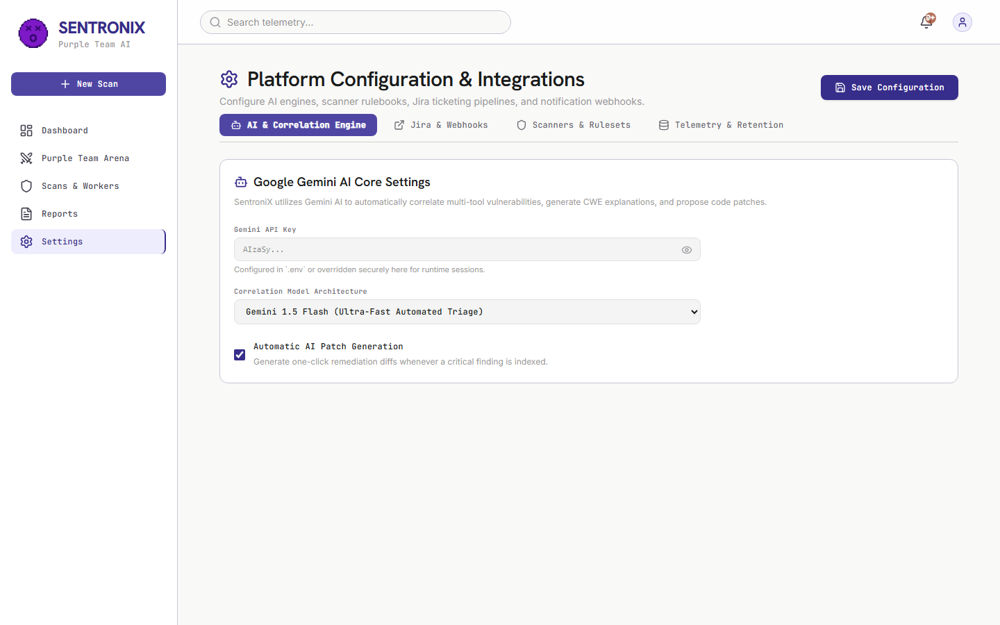 SENTRONIX
Purple Team AI
New Scan
Dashboard
Purple Team Arena
Scans & Workers
Reports
Settings
Search telemetry...
9+
Platform Configuration & Integrations
Configure AI engines, scanner rulebooks, Jira ticketing pipelines, and notification webhooks.
Save Configuration
AI & Correlation Engine
Jira & Webhooks
Scanners & Rulesets
Telemetry & Retention
Google Gemini AI Core Settings
SentroniX utilizes Gemini AI to automatically correlate multi-tool vulnerabilities, generate CWE explanations, and propose code patches.
Gemini API Key
AIzaSy...
Configured in `.env` or overridden securely here for runtime sessions.
Correlation Model Architecture
Gemini 1.5 Flash (Ultra-Fast Automated Triage)
Automatic AI Patch Generation
Generate one-click remediation diffs whenever a critical finding is indexed.